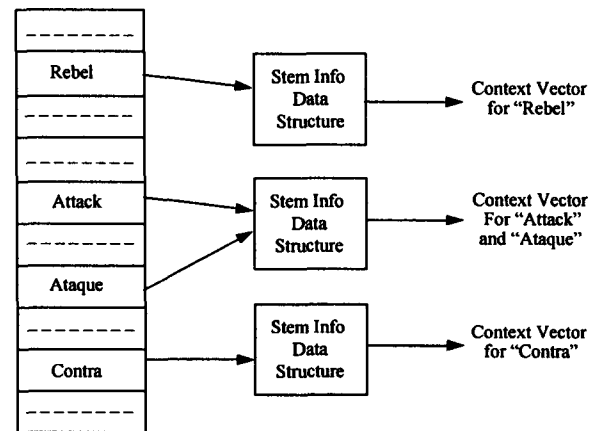 Rebel
Attack
Ataque
Contra
Stem Info
Data
Structure
Stem Info
Data
Structure
Stem Info
Data
Structure
Context Vector
for “Rebel”
Context Vector
For “Attack”
and “Ataque”
Context Vector
for “Contra”